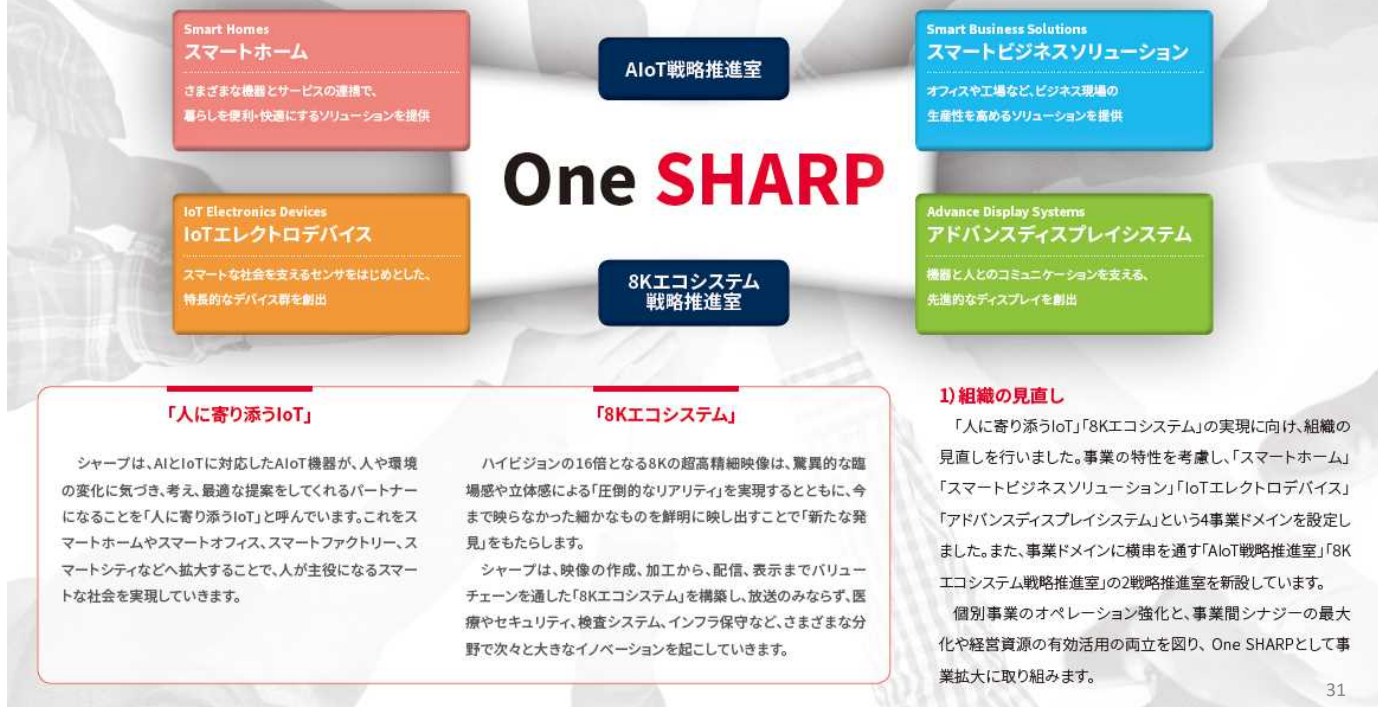 Smart Homes
スマートホーム
さまざまな機器とサービスの連携で、
暮らしを便利・快適にするソリューションを提供
AIoT戦略推進室
Smart Business Solutions
スマートビジネスソリューション
オフィスや工場など、ビジネス現場の
生産性を高めるソリューションを提供
One SHARP
IoT Electronics Devices
IoTエレクトロデバイス
スマートな社会を支えるセンサをはじめとした、
特長的なデバイス群を創出
8Kエコシステム
戦略推進室
Advance Display Systems
アドバンスディスプレイシステム
機器と人とのコミュニケーションを支える、
先進的なディスプレイを創出
「人に寄り添うIoT」
シャープは、AIとIoTに対応したAIoT機器が、人や環境
の変化に気づき、考え、最適な提案をしてくれるパートナー
になることを「人に寄り添うIoT」と呼んでいます。これをス
マートホームやスマートオフィス、スマートファクトリー、ス
マートシティなどへ拡大することで、人が主役になるスマー
トな社会を実現していきます。
「8Kエコシステム」
ハイビジョンの16倍となる8Kの超高精細映像は、驚異的な臨
場感や立体感による「圧倒的なリアリティ」を実現するとともに、今
まで映らなかった細かなものを鮮明に映し出すことで「新たな発
見」をもたらします。
シャープは、映像の作成、加工から、配信、表示までバリュー
チェーンを通した「8Kエコシステム」を構築し、放送のみならず、医
療やセキュリティ、検査システム、インフラ保守など、さまざまな分
野で次々と大きなイノベーションを起こしていきます。
1)組織の見直し
「人に寄り添うIoT」「8Kエコシステム」の実現に向け、組織の
見直しを行いました。事業の特性を考慮し、「スマートホーム」
「スマートビジネスソリューション」「IoTエレクトロデバイス」
「アドバンスディスプレイシステム」という4事業ドメインを設定し
ました。また、事業ドメインに横串を通す「AIoT戦略推進室」「8K
エコシステム戦略推進室」の2戦略推進室を新設しています。
個別事業のオペレーション強化と、事業間シナジーの最大
化や経営資源の有効活用の両立を図り、One SHARPとして事
業拡大に取り組みます。
31